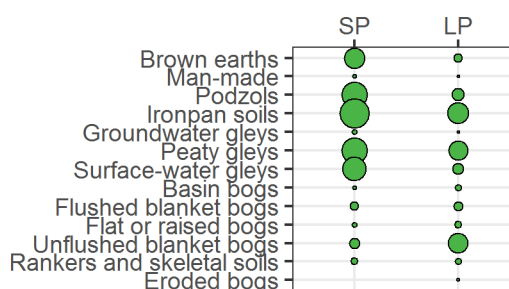 SP LP
Brown earths
Man-made
Podzols
Ironpan soils
Groundwater gleys
Peaty gleys
Surface-water gleys
Basin bogs
Flushed blanket bogs
Flat or raised bogs
Unflushed blanket bogs
Rankers and skeletal soils
Eroded bogs